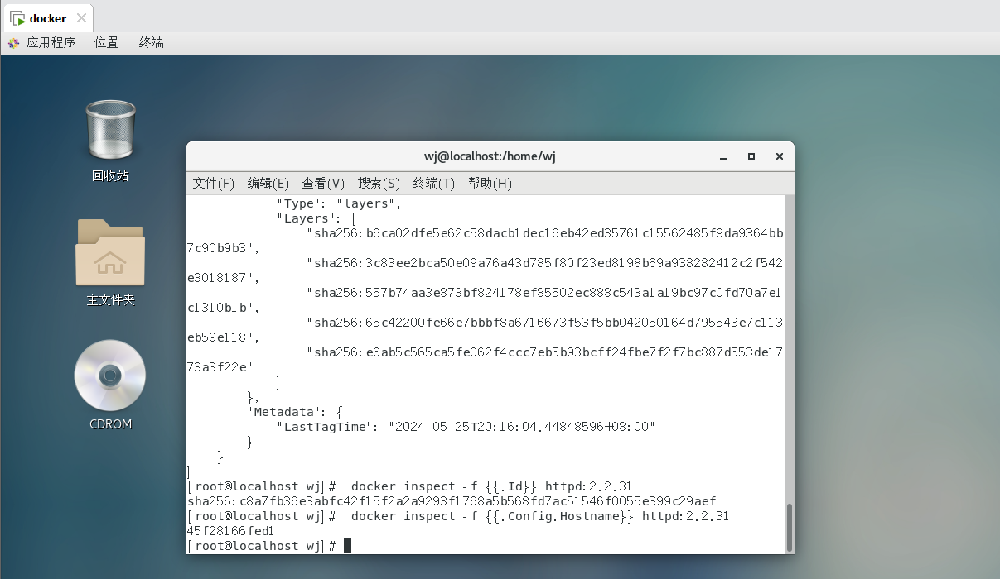 docker
应用程序 位置 终端
回收站
主文件夹
CDROM
wj@localhost:/home/wj
文件(F) 编辑(E) 查看(V) 搜索(S) 终端(T) 帮助(H)
"Type": "layers",
"Layers": [
"sha256:b6ca02dfe5e62c58dacb1dec16eb42ed35761c15562485f9da9364bb
7c90b9b3",
"sha256:3c83ee2bca50e09a76a43d785f80f23ed8198b69a938282412c2f542
e3018187",
"sha256:557b74aa3e873bf824178ef85502ec888c543a1a19bc97c0fd70a7e1
c1310b1b",
"sha256:65c42200fe66e7bbbf8a6716673f53f5bb042050164d795543e7c113
eb59e118",
"sha256:e6ab5c565ca5fe062f4ccc7eb5b93bcff24fbe7f2f7bc887d553de17
73a3f22e"
]
},
"Metadata": {
"LastTagTime": "2024-05-25T20:16:04.44848596+08:00"
}
}
]
[root@localhost wj]#  docker inspect -f {{.Id}} httpd:2.2.31
sha256:c8a7fb36e3abfc42f15f2a2a9293f1768a5b568fd7ac51546f0055e399c29aef
[root@localhost wj]#  docker inspect -f {{.Config.Hostname}} httpd:2.2.31
45f28166fed1
[root@localhost wj]#